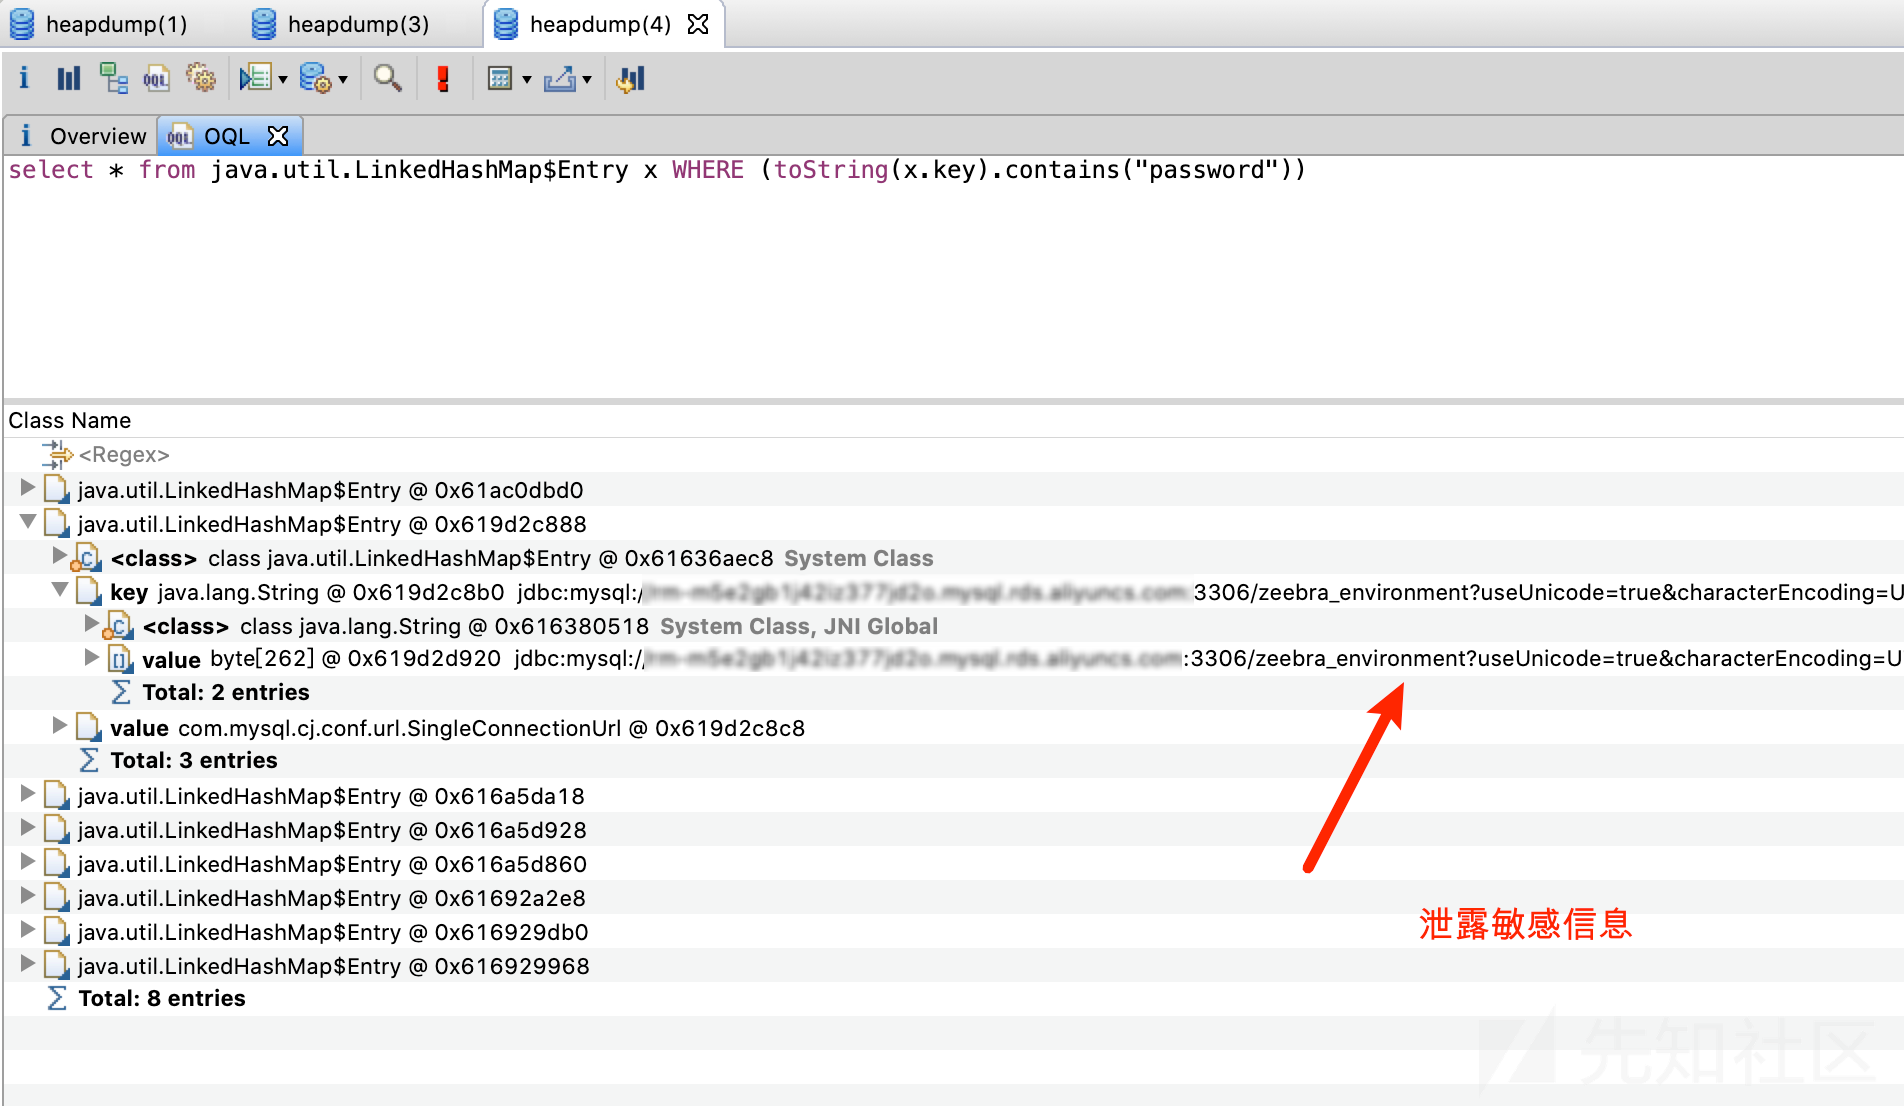 heapdump(1) heapdump(3) heapdump(4)
i OQL
i Overview OQL OQL
select * from java.util.LinkedHashMap$Entry x WHERE (toString(x.key).contains("password"))
Class Name
<Regex>
java.util.LinkedHashMap$Entry @ 0x61ac0dbd0
java.util.LinkedHashMap$Entry @ 0x619d2c888
<class> class java.util.LinkedHashMap$Entry @ 0x61636aec8 System Class
key java.lang.String @ 0x619d2c8b0 jdbc:mysql:/ 3306/zeebra_environment?useUnicode=true&characterEncoding=U
<class> class java.lang.String @ 0x616380518 System Class, JNI Global
value byte[262] @ 0x619d2d920 jdbc:mysql:/ :3306/zeebra_environment?useUnicode=true&characterEncoding=U
Total: 2 entries
value com.mysql.cj.conf.url.SingleConnectionUrl @ 0x619d2c8c8
Total: 3 entries
java.util.LinkedHashMap$Entry @ 0x616a5da18
java.util.LinkedHashMap$Entry @ 0x616a5d928
java.util.LinkedHashMap$Entry @ 0x616a5d860
java.util.LinkedHashMap$Entry @ 0x61692a2e8
泄露敏感信息
java.util.LinkedHashMap$Entry @ 0x616929db0
java.util.LinkedHashMap$Entry @ 0x616929968
Total: 8 entries
先知社区